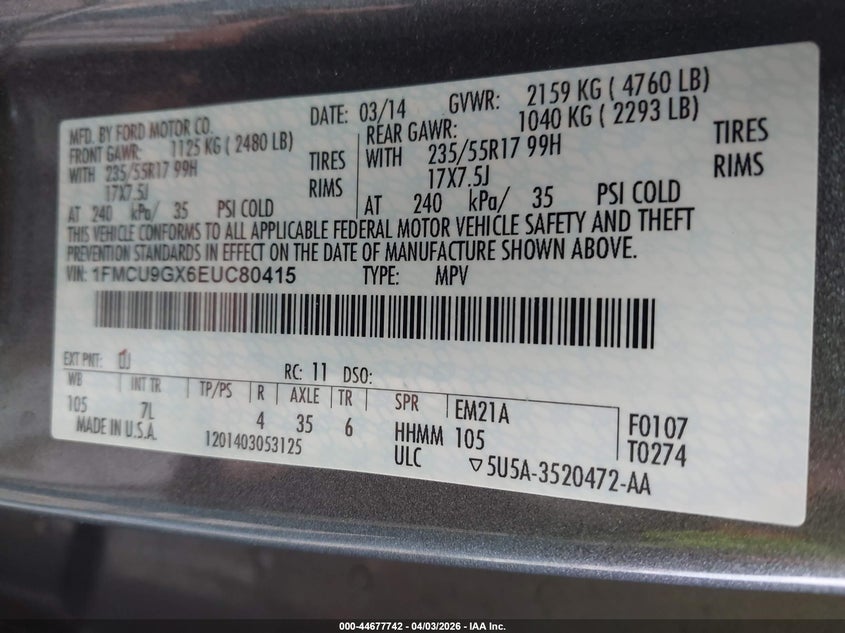 MFD. BY FORD MOTOR CO.
DATE: 03/14 GVWR: 2159 KG ( 4760 LB)
FRONT GAWR: 1125 KG ( 2480 LB)
REAR GAWR: 1040 KG ( 2293 LB)
WITH 235/55R17 99H TIRES
WITH 235/55R17 99H TIRES
17X7.5J RIMS
17X7.5J RIMS
AT 240 kPa/ 35 PSI COLD
AT 240 kPa/ 35 PSI COLD
THIS VEHICLE CONFORMS TO ALL APPLICABLE FEDERAL MOTOR VEHICLE SAFETY AND THEFT
PREVENTION STANDARDS IN EFFECT ON THE DATE OF MANUFACTURE SHOWN ABOVE.
VIN: 1FMCU9GX6EUC80415 TYPE: MPV
EXT PNT: UJ RC: 11 DSO:
WB INT TR TP/PS R AXLE TR SPR EM21A F0107
105 7L 4 35 6 HHMM 105 T0274
MADE IN U.S.A. 1201403053125 ULC 5U5A-3520472-AA
000-44677742 - 04/03/2026 - IAA Inc.